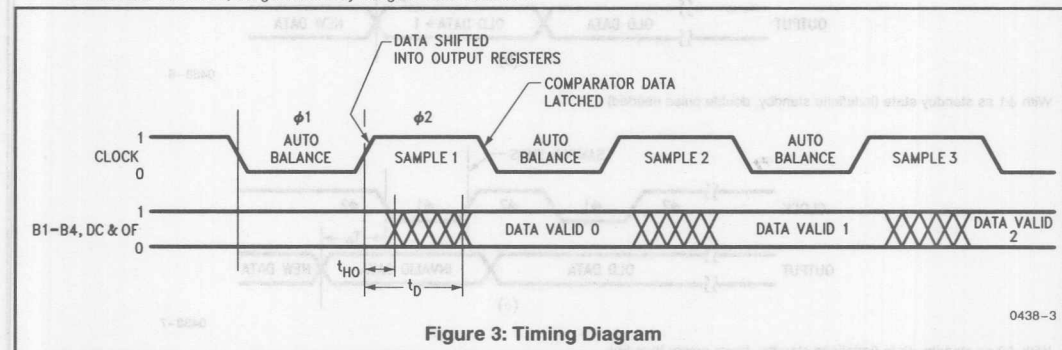 DATA SHIFTED
INTO OUTPUT REGISTERS
COMPARATOR DATA
LATCHED
ϕ1
ϕ2
1
CLOCK
0
AUTO
BALANCE
SAMPLE 1
AUTO
BALANCE
SAMPLE 2
AUTO
BALANCE
SAMPLE 3
1
B1–B4, DC & OF
0
DATA VALID 0
DATA VALID 1
DATA VALID
2
tHO
tD
0438-3
Figure 3: Timing Diagram